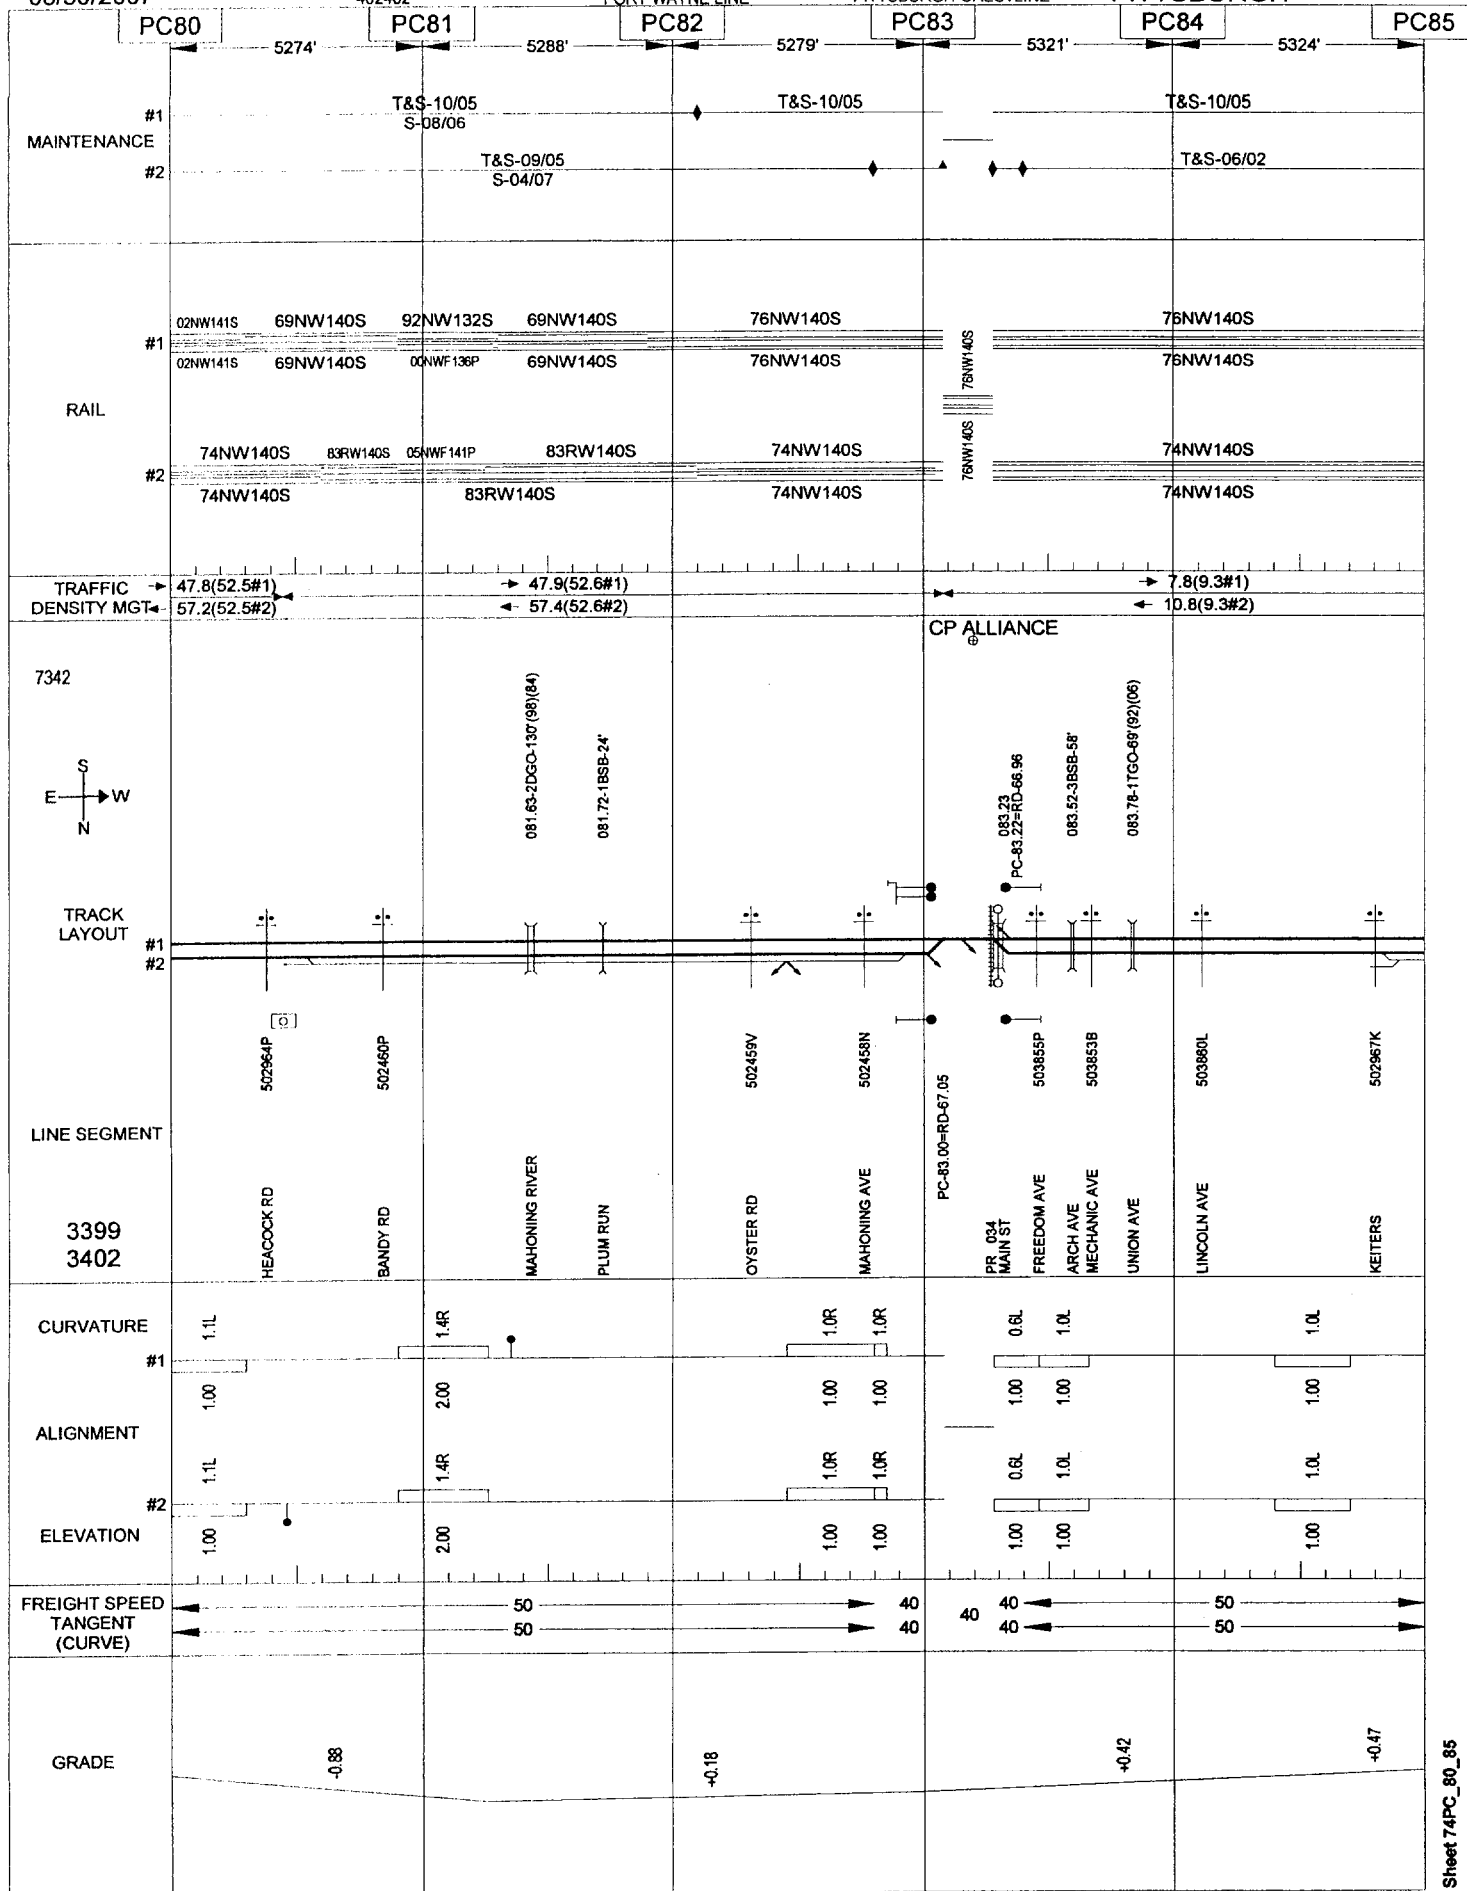 PC80 PC81 PC82 PC83 PC84 PC85
5274' 5288' 5279' 5321' 5324'
MAINTENANCE
#1 T&S-10/05 T&S-10/05 T&S-10/05
S-08/06
#2 T&S-09/05 T&S-06/02
S-04/07
RAIL
02NW141S 69NW140S 92NW132S 69NW140S 76NW140S 76NW140S
#1
02NW141S 69NW140S 00NWF136P 69NW140S 76NW140S 76NW140S
76NW140S
76NW140S
74NW140S 83RW140S 05NWF141P 83RW140S 74NW140S 74NW140S
#2
74NW140S 83RW140S 74NW140S 74NW140S
TRAFFIC 47.8(52.5#1) 47.9(52.6#1) 7.8(9.3#1)
DENSITY MGT 57.2(52.5#2) 57.4(52.6#2) 10.8(9.3#2)
CP ALLIANCE
7342
S
E W
N
081.63-2DGO-130'(98)(84)
081.72-1BSB-24'
083.23
PC-83.22=RD-66.96
083.52-3BSB-58'
083.78-1TGO-69'(92)(06)
TRACK
LAYOUT
#1
#2
502964P
502460P
502459V
502458N
PC-83.00=RD-67.05
503855P
503853B
503860L
502967K
LINE SEGMENT
3399
3402
HEACOCK RD
BANDY RD
MAHONING RIVER
PLUM RUN
OYSTER RD
MAHONING AVE
PR 034
MAIN ST
FREEDOM AVE
ARCH AVE
MECHANIC AVE
UNION AVE
LINCOLN AVE
KEITERS
CURVATURE
1.1L 1.4R 1.0R 1.0R 0.6L 1.0L 1.0L
#1
1.00 2.00 1.00 1.00 1.00 1.00 1.00
ALIGNMENT
1.1L 1.4R 1.0R 1.0R 0.6L 1.0L 1.0L
#2
ELEVATION
1.00 2.00 1.00 1.00 1.00 1.00 1.00
FREIGHT SPEED
TANGENT
(CURVE)
50 40 40 50
40
50 40 40 50
GRADE
-0.88 +0.18 +0.42 +0.47
Sheet 74PC_80_85